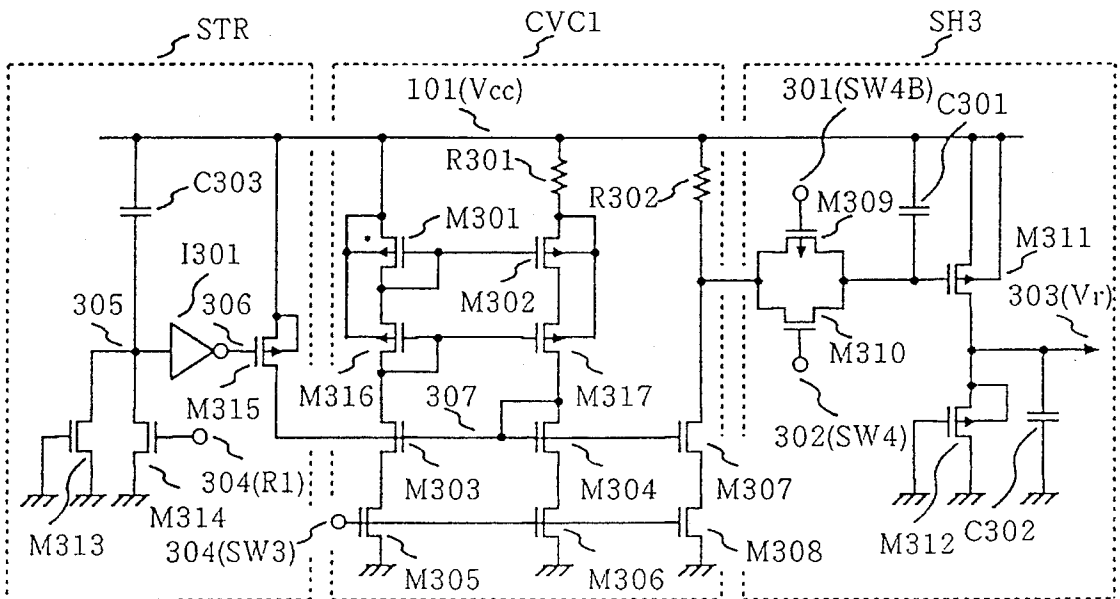 STR
CVC1
SH3
101(Vcc)
301(SW4B)
C301
R301
R302
C303
M309
M301
I301
M311
M302
303(Vr)
305
306
M310
M315
M316
307
M317
302(SW4)
304(R1)
M303
M304
M307
M314
M313
304(SW3)
M305
M306
M308
M312
C302